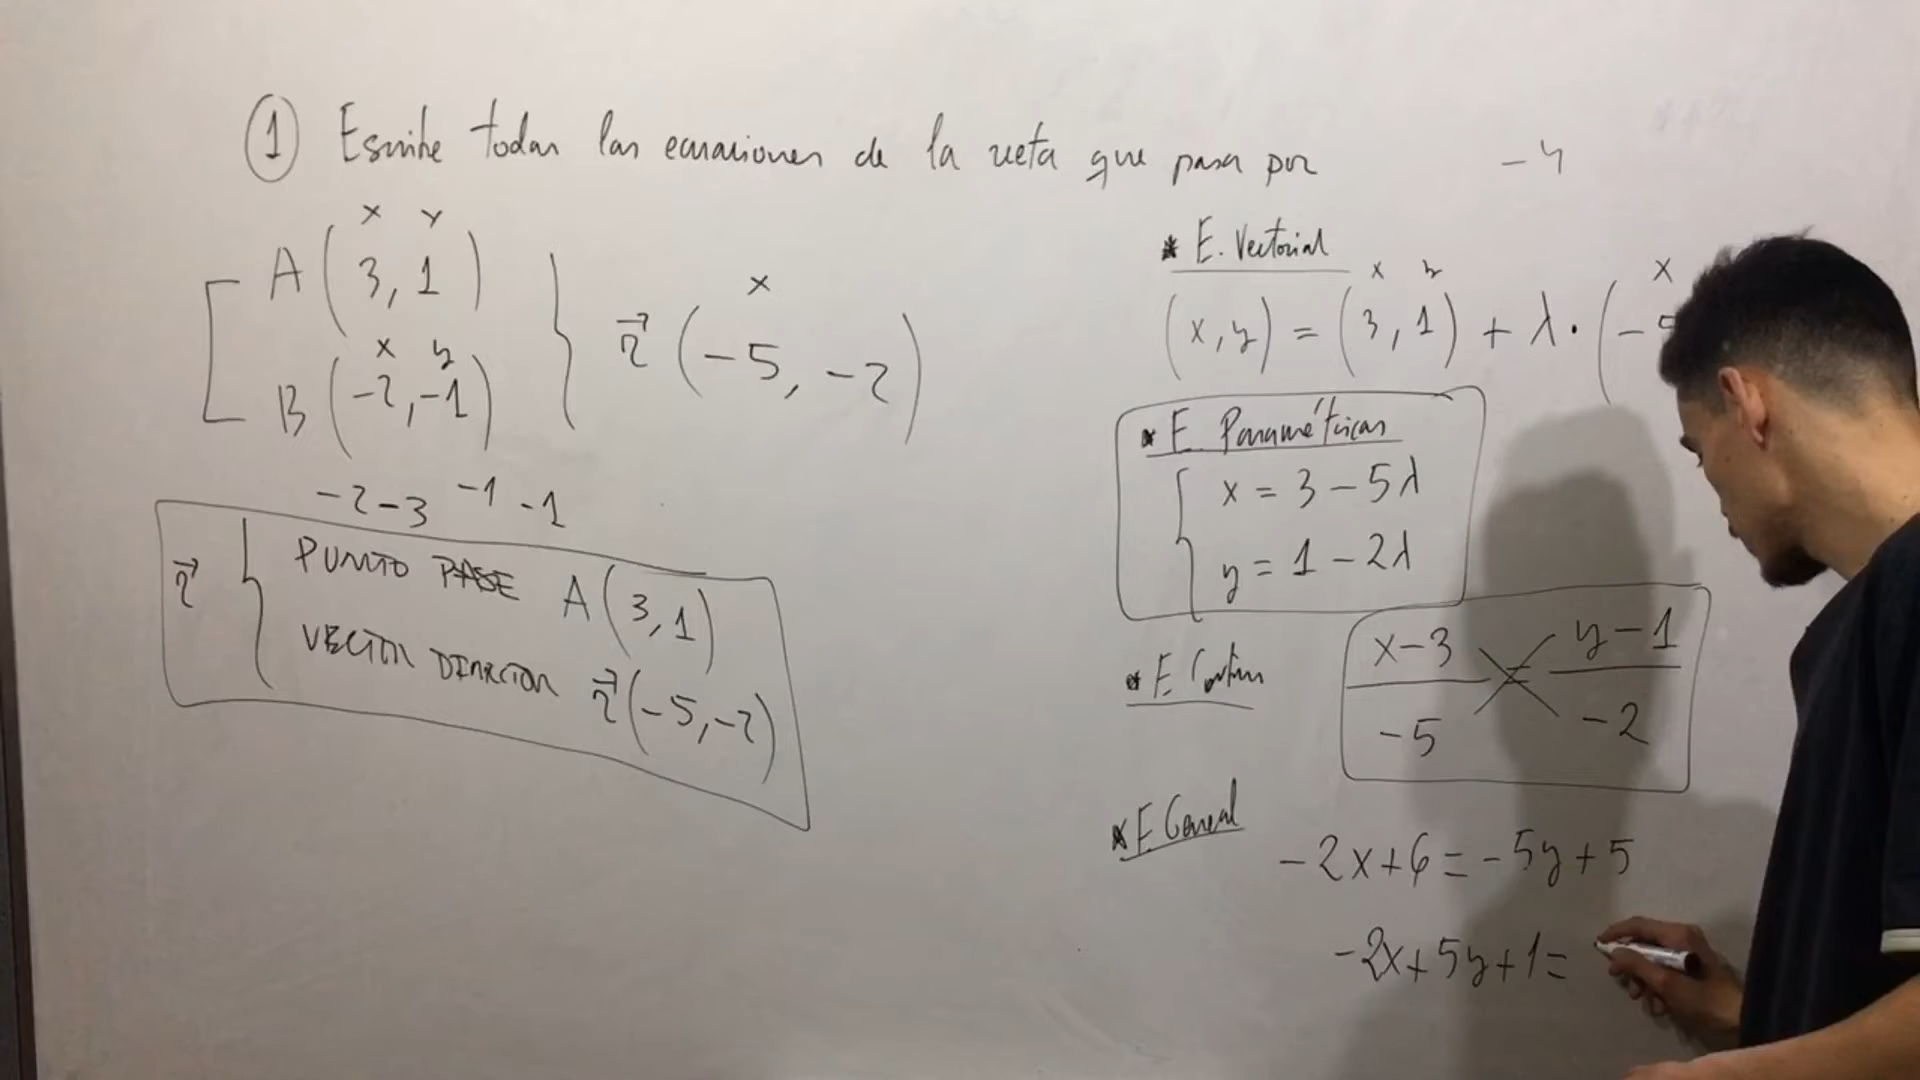 ① Escribe todas las ecuaciones de la recta que pasa por
-4
x y
A (3, 1)
x y
B (-2, -1)
x
r⃗ (-5, -2)
-2-3 -1 -1
r⃗ { PUNTO BASE A (3, 1)
VECTOR DIRECTOR r⃗ (-5, -2)
* E. Vectorial
x y x
(x, y) = (3, 1) + λ · (-5
* E. Paramétricas
x = 3 - 5λ
y = 1 - 2λ
* E. Continua
x-3 / -5 = y-1 / -2
* E. General
-2x+6 = -5y+5
-2x+5y+1=